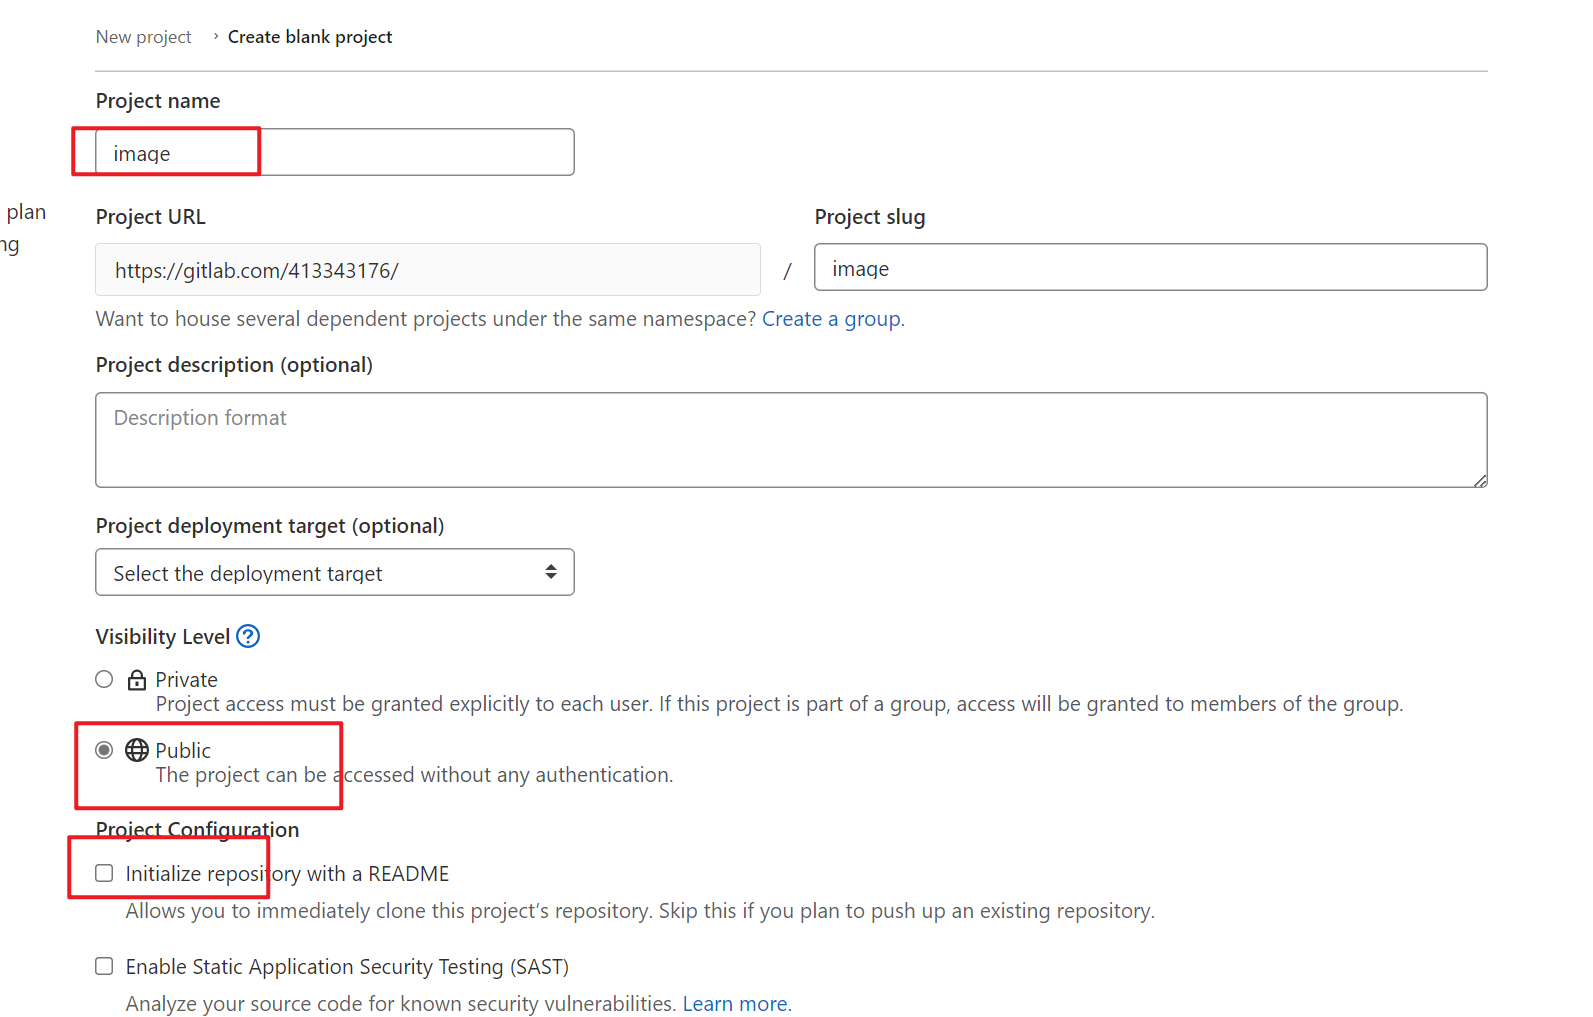 New project › Create blank project
Project name
image
plan
ng
Project URL
Project slug
https://gitlab.com/413343176/
/
image
Want to house several dependent projects under the same namespace? Create a group.
Project description (optional)
Description format
Project deployment target (optional)
Select the deployment target
Visibility Level
Private
Project access must be granted explicitly to each user. If this project is part of a group, access will be granted to members of the group.
Public
The project can be accessed without any authentication.
Project Configuration
Initialize repository with a README
Allows you to immediately clone this project’s repository. Skip this if you plan to push up an existing repository.
Enable Static Application Security Testing (SAST)
Analyze your source code for known security vulnerabilities. Learn more.